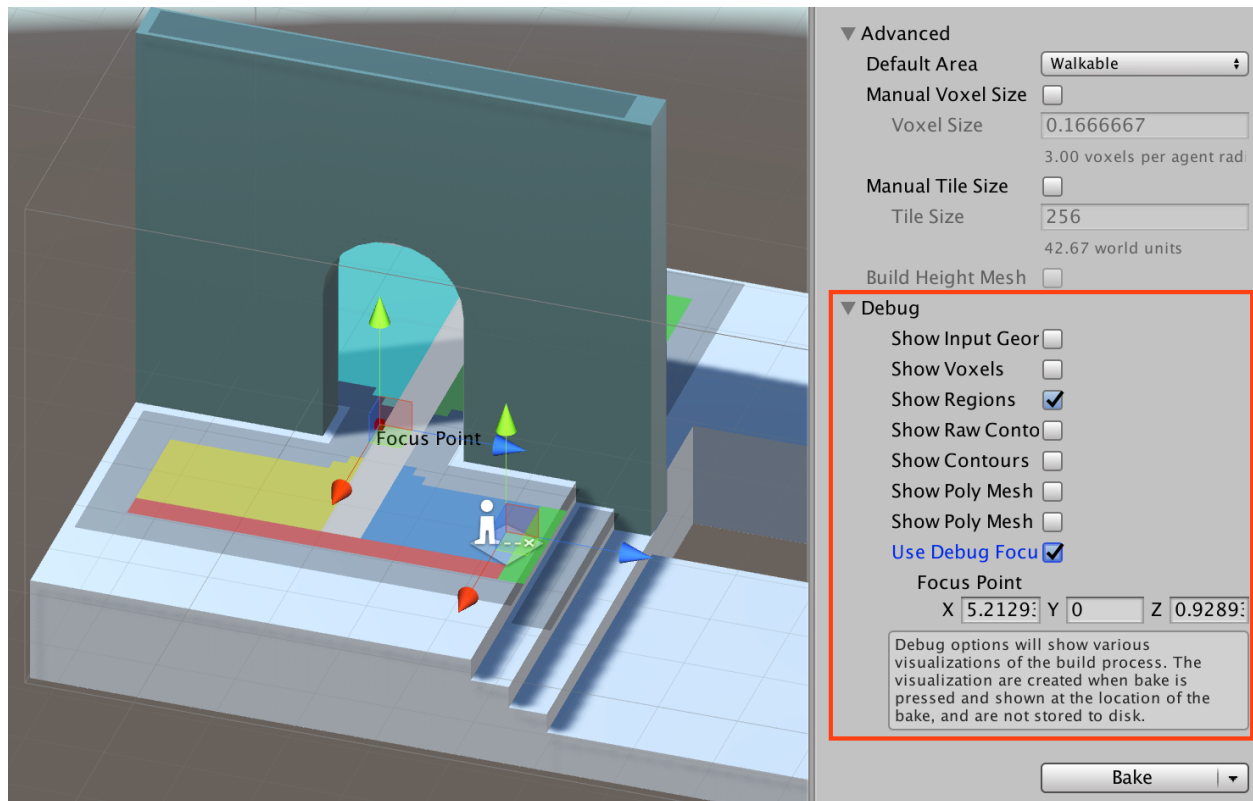 Advanced
Default Area Walkable
Manual Voxel Size
Voxel Size 0.1666667
3.00 voxels per agent rad
Manual Tile Size
Tile Size 256
42.67 world units
Build Height Mesh
Debug
Show Input Geor
Show Voxels
Show Regions
Show Raw Conto
Show Contours
Show Poly Mesh
Show Poly Mesh
Use Debug Focu
Focus Point
X 5.2129 Y 0 Z 0.9289
Debug options will show various
visualizations of the build process. The
visualization are created when bake is
pressed and shown at the location of the
bake, and are not stored to disk.
Bake
Focus Point